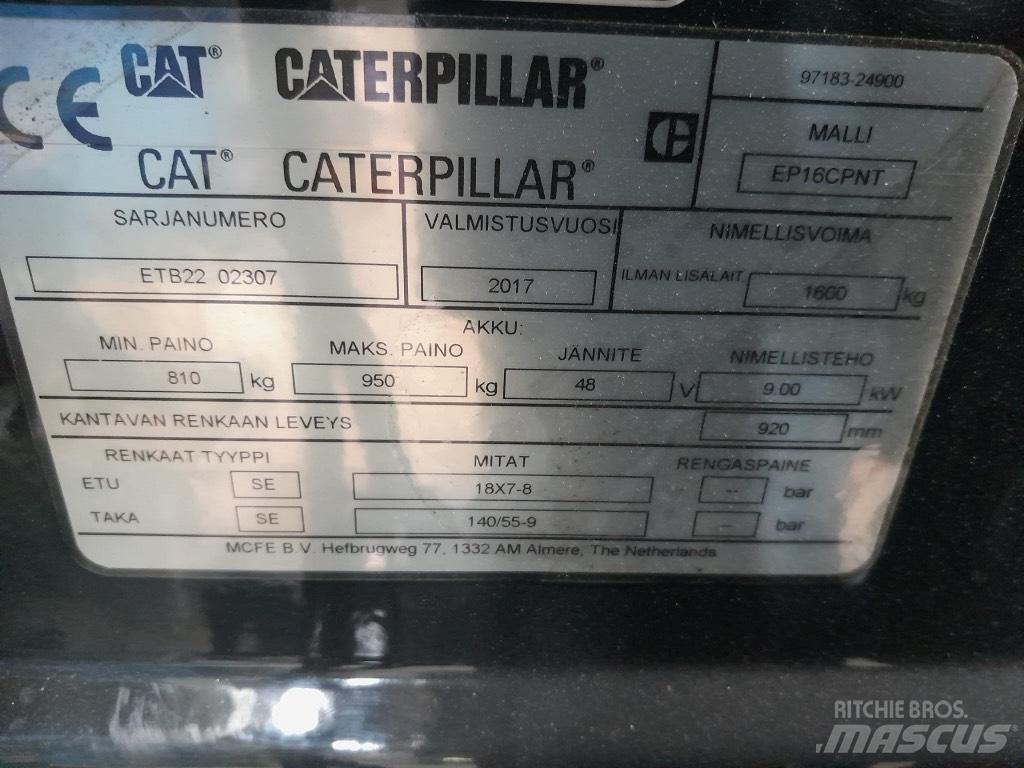 CE CAT® CATERPILLAR®
CAT® CATERPILLAR®
97183-24900
MALLI
EP16CPNT
SARJANUMERO
ETB22 02307
VALMISTUSVUOSI
2017
NIMELLISVOIMA
ILMAN LISALAIT. 1600 kg
AKKU:
MIN. PAINO MAKS. PAINO JÄNNITE NIMELLISTEHO
810 kg 950 kg 48 V 9.00 kW
KANTAVAN RENKAAN LEVEYS 920 mm
RENKAAT TYYPPI MITAT RENGASPAINE
ETU SE 18X7-8 -- bar
TAKA SE 140/55-9 -- bar
MCFE B.V. Hefbrugweg 77, 1332 AM Almere, The Netherlands
RITCHIE BROS.
MASCUS